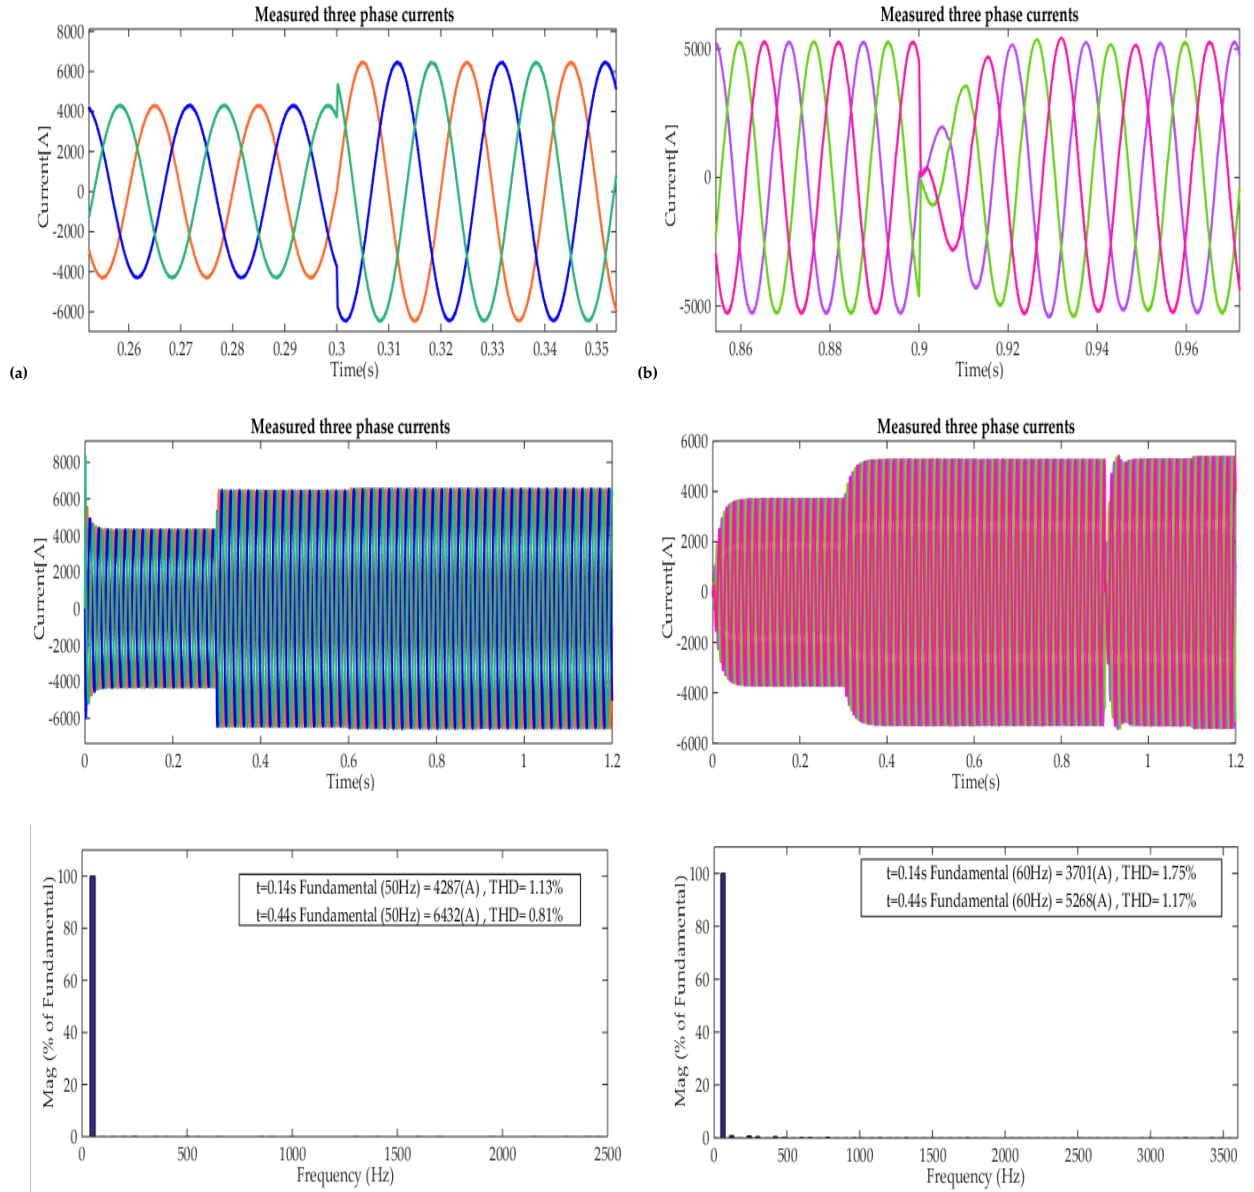 Measured three phase currents
8000
6000
4000
2000
0
-2000
-4000
-6000
Current[A]
0.26 0.27 0.28 0.29 0.3 0.31 0.32 0.33 0.34 0.35
Time(s)
(a)
Measured three phase currents
5000
0
-5000
Current[A]
0.86 0.88 0.9 0.92 0.94 0.96
Time(s)
(b)
Measured three phase currents
8000
6000
4000
2000
0
-2000
-4000
-6000
Current[A]
0 0.2 0.4 0.6 0.8 1 1.2
Time(s)
Measured three phase currents
6000
4000
2000
0
-2000
-4000
-6000
Current[A]
0 0.2 0.4 0.6 0.8 1 1.2
Time(s)
100
80
60
40
20
0
Mag (% of Fundamental)
t=0.14s Fundamental (50Hz) = 4287(A) , THD= 1.13%
t=0.44s Fundamental (50Hz) = 6432(A) , THD= 0.81%
0 500 1000 1500 2000 2500
Frequency (Hz)
100
80
60
40
20
0
Mag (% of Fundamental)
t=0.14s Fundamental (60Hz) = 3701(A) , THD= 1.75%
t=0.44s Fundamental (60Hz) = 5268(A) , THD= 1.17%
0 500 1000 1500 2000 2500 3000 3500
Frequency (Hz)